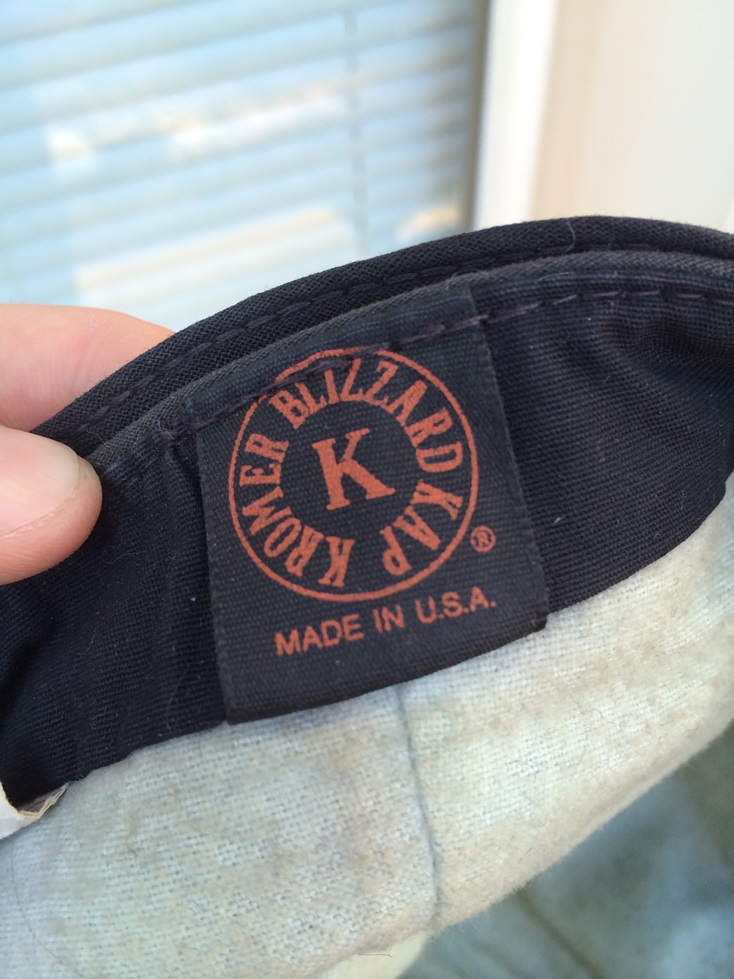 KROMER BLIZZARD KAP
K
®
MADE IN U.S.A.